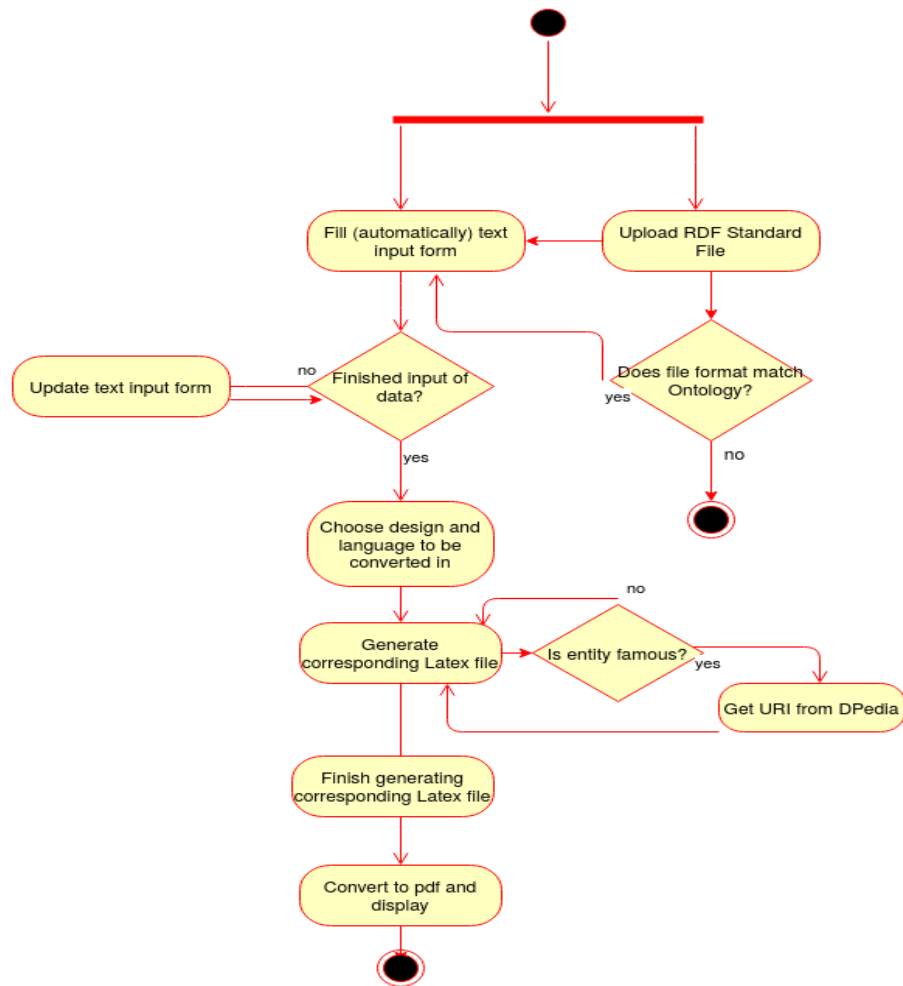 Fill (automatically) text
input form
Upload RDF Standard
File
no
Update text input form
Finished input of
data?
Does file format match
Ontology?
yes
yes
no
Choose design and
language to be
converted in
no
Generate
corresponding Latex file
Is entity famous?
yes
Get URI from DPedia
Finish generating
corresponding Latex file
Convert to pdf and
display